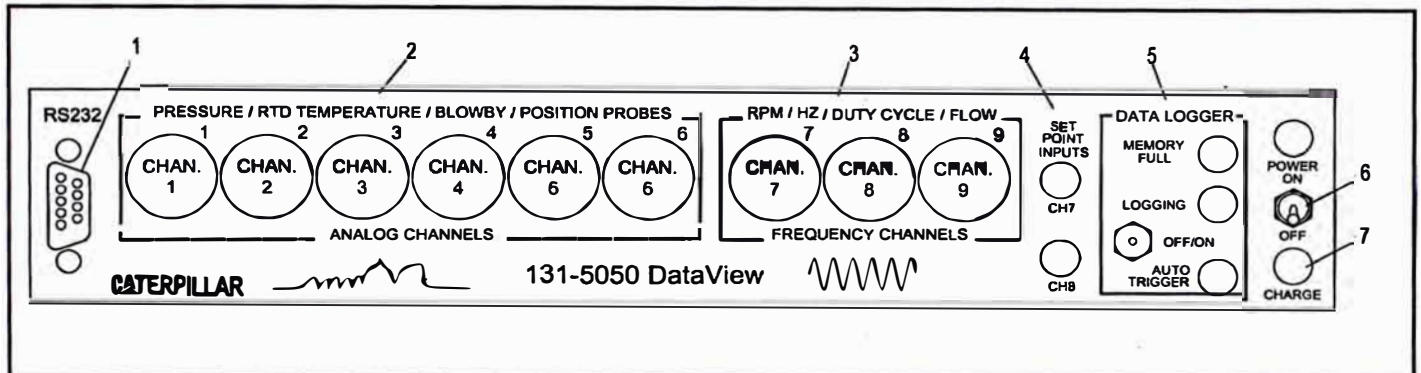 1 2 3 4 5
RS232
PRESSURE / RTD TEMPERATURE / BLOWBY / POSITION PROBES
1 2 3 4 5 6
CHAN. 1
CHAN. 2
CHAN. 3
CHAN. 4
CHAN. 6
CHAN. 6
ANALOG CHANNELS
RPM / HZ / DUTY CYCLE / FLOW
7 8 9
CHAN. 7
CHAN. 8
CHAN. 9
FREQUENCY CHANNELS
SET
POINT
INPUTS
CH7
CH8
DATA LOGGER
MEMORY
FULL
LOGGING
OFF/ON
AUTO
TRIGGER
POWER
ON
6
OFF
7
CHARGE
CATERPILLAR
131-5050 DataView